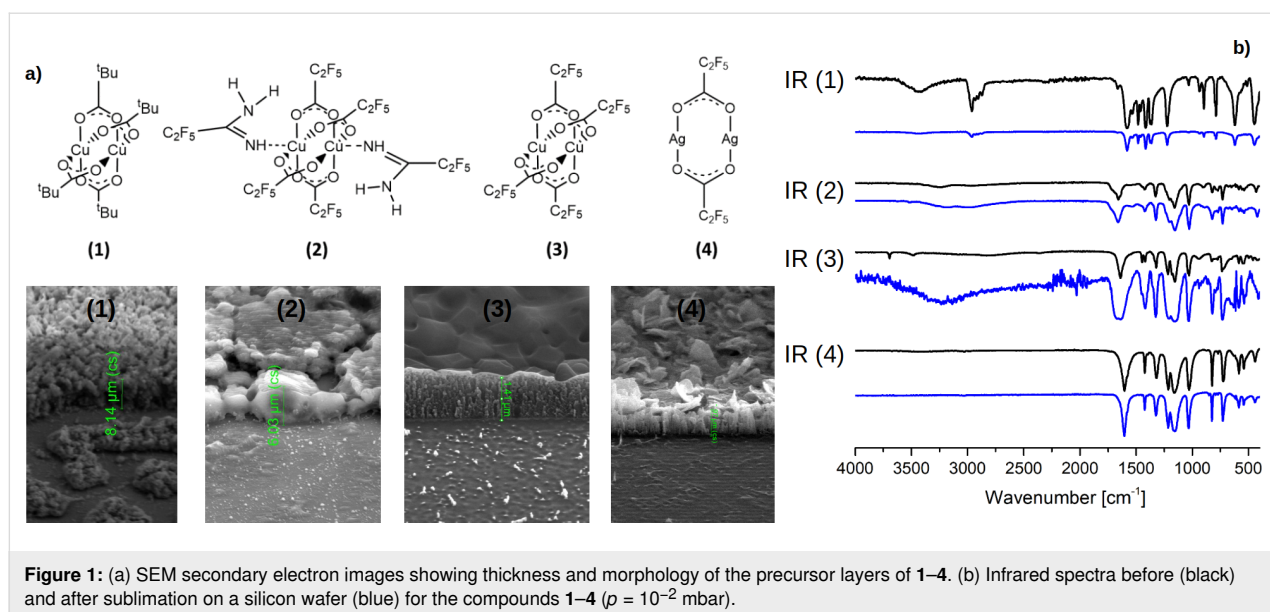 a)
b)
tBu
tBu
O
O
O
O
Cu
Cu
O
O
O
O
tBu
tBu
(1)
H
H
N
C2F5
NH
C2F5
C2F5
O
O
O
O
Cu
Cu
O
O
O
O
C2F5
C2F5
NH
C2F5
N
H
H
(2)
C2F5
C2F5
O
O
O
O
Cu
Cu
O
O
O
O
C2F5
C2F5
(3)
C2F5
O
O
Ag
Ag
O
O
C2F5
(4)
(1)
8.14 µm (cs)
(2)
8.03 µm (cs)
(3)
(4)
IR (1)
IR (2)
IR (3)
IR (4)
4000 3500 3000 2500 2000 1500 1000 500
Wavenumber [cm⁻¹]
Figure 1: (a) SEM secondary electron images showing thickness and morphology of the precursor layers of 1–4. (b) Infrared spectra before (black)
and after sublimation on a silicon wafer (blue) for the compounds 1–4 (p = 10⁻² mbar).